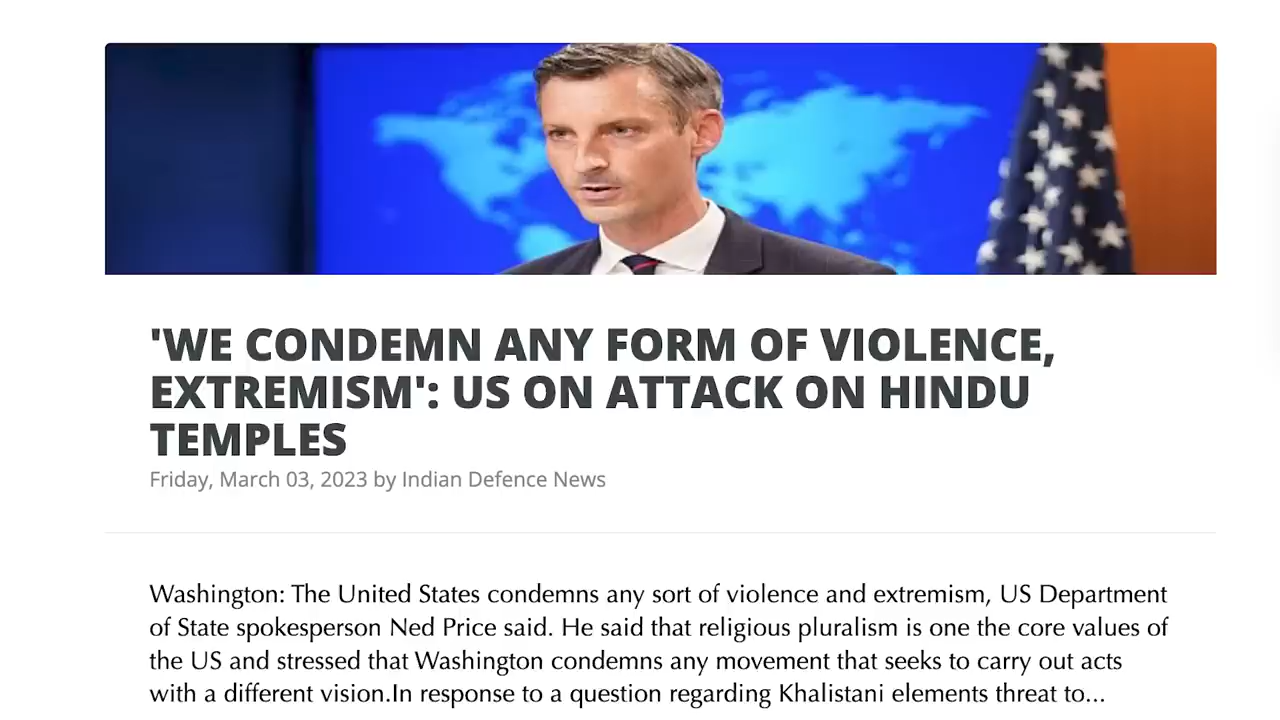 'WE CONDEMN ANY FORM OF VIOLENCE,
EXTREMISM': US ON ATTACK ON HINDU
TEMPLES
Friday, March 03, 2023 by Indian Defence News
Washington: The United States condemns any sort of violence and extremism, US Department
of State spokesperson Ned Price said. He said that religious pluralism is one the core values of
the US and stressed that Washington condemns any movement that seeks to carry out acts
with a different vision.In response to a question regarding Khalistani elements threat to...